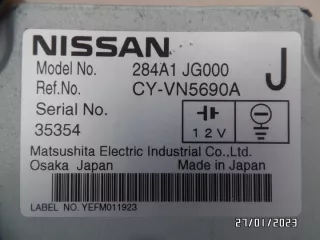 NISSAN
Model No. 284A1 JG000
J
Ref.No. CY-VN5690A
Serial No.
35354
12V
Matsushita Electric Industrial Co.,Ltd.
Osaka Japan Made in Japan
LABEL NO. YEFM011923
27/01/2023